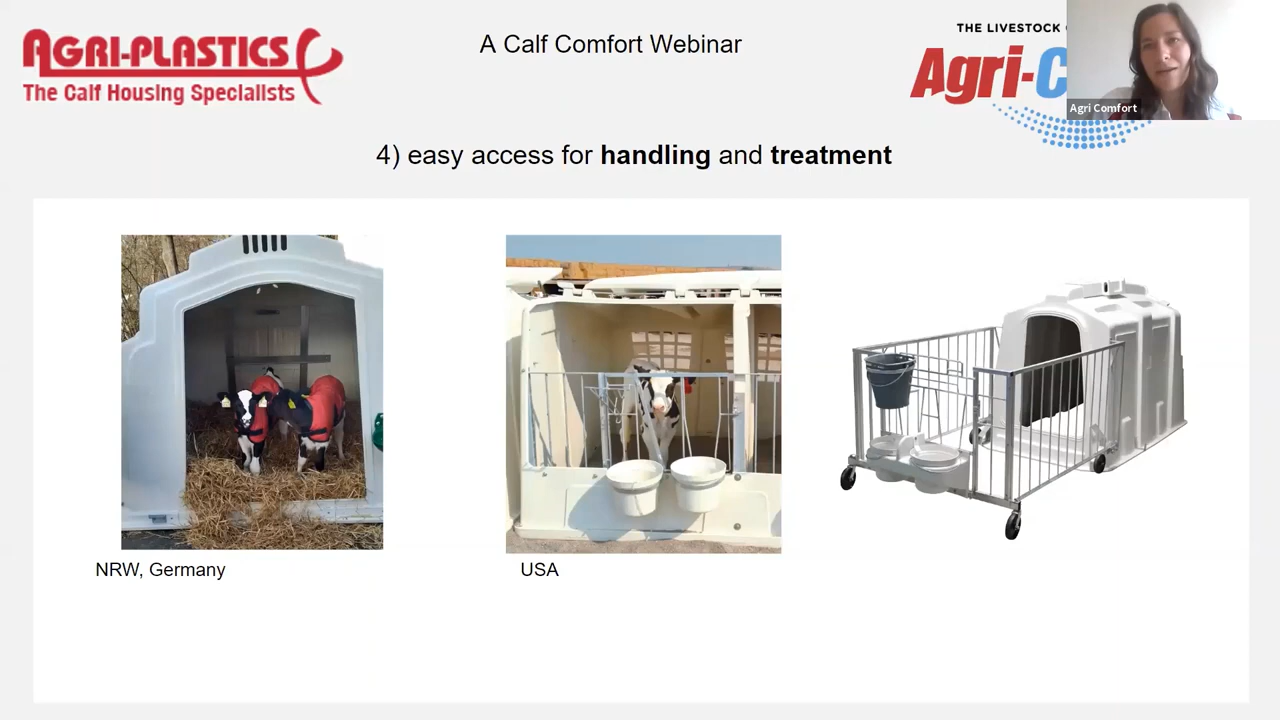 AGRI-PLASTICS
The Calf Housing Specialists
A Calf Comfort Webinar
THE LIVESTOCK
Agri-C
Agri Comfort
4) easy access for handling and treatment
NRW, Germany
USA